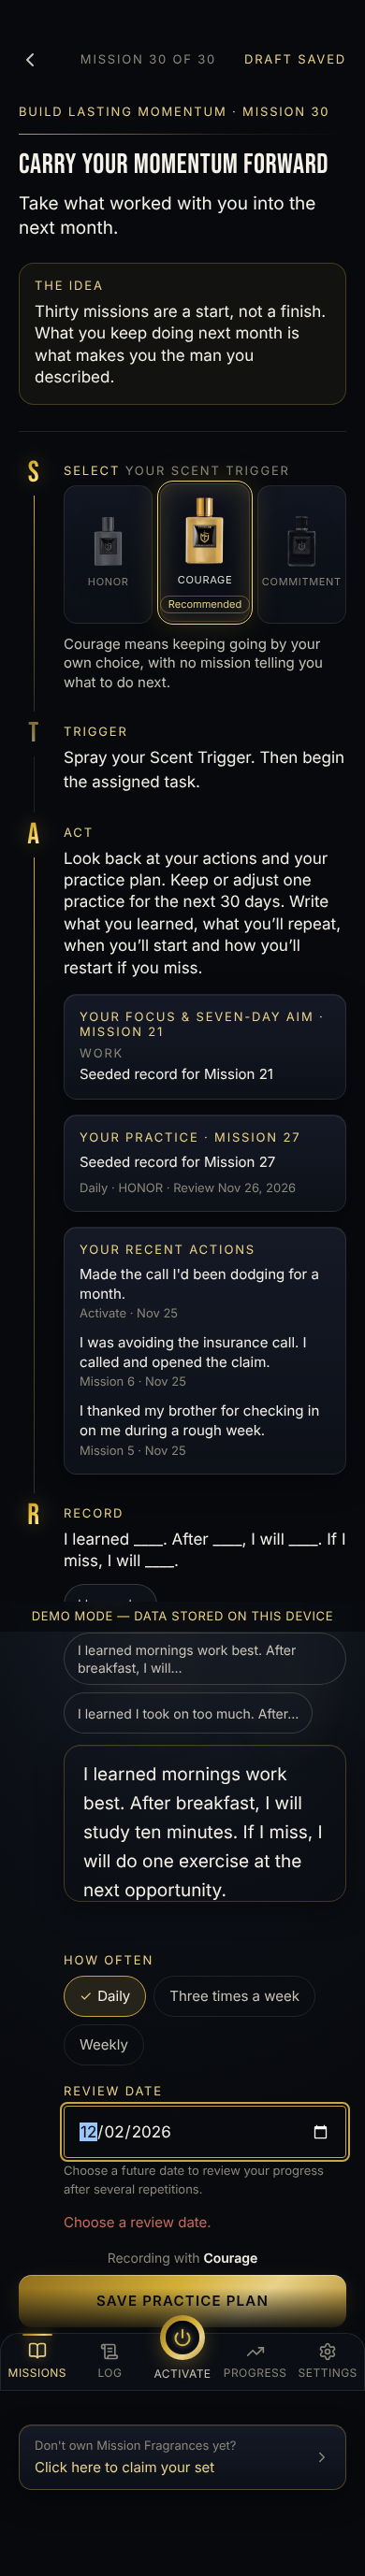 MISSION 30 OF 30
DRAFT SAVED
BUILD LASTING MOMENTUM · MISSION 30
CARRY YOUR MOMENTUM FORWARD
Take what worked with you into the
next month.
THE IDEA
Thirty missions are a start, not a finish.
What you keep doing next month is
what makes you the man you
described.
S
SELECT YOUR SCENT TRIGGER
HONOR
COURAGE
Recommended
COMMITMENT
Courage means keeping going by your
own choice, with no mission telling you
what to do next.
T
TRIGGER
Spray your Scent Trigger. Then begin
the assigned task.
A
ACT
Look back at your actions and your
practice plan. Keep or adjust one
practice for the next 30 days. Write
what you learned, what you’ll repeat,
when you’ll start and how you’ll
restart if you miss.
YOUR FOCUS & SEVEN-DAY AIM ·
MISSION 21
WORK
Seeded record for Mission 21
YOUR PRACTICE · MISSION 27
Seeded record for Mission 27
Daily · HONOR · Review Nov 26, 2026
YOUR RECENT ACTIONS
Made the call I'd been dodging for a
month.
Activate · Nov 25
I was avoiding the insurance call. I
called and opened the claim.
Mission 6 · Nov 25
I thanked my brother for checking in
on me during a rough week.
Mission 5 · Nov 25
R
RECORD
I learned ____. After ____, I will ____. If I
miss, I will ____.
DEMO MODE — DATA STORED ON THIS DEVICE
I learned mornings work best. After
breakfast, I will...
I learned I took on too much. After...
I learned mornings work
best. After breakfast, I will
study ten minutes. If I miss, I
will do one exercise at the
next opportunity.
HOW OFTEN
✓ Daily
Three times a week
Weekly
REVIEW DATE
12/02/2026
Choose a future date to review your progress
after several repetitions.
Choose a review date.
Recording with Courage
SAVE PRACTICE PLAN
MISSIONS
LOG
ACTIVATE
PROGRESS
SETTINGS
Don't own Mission Fragrances yet?
Click here to claim your set